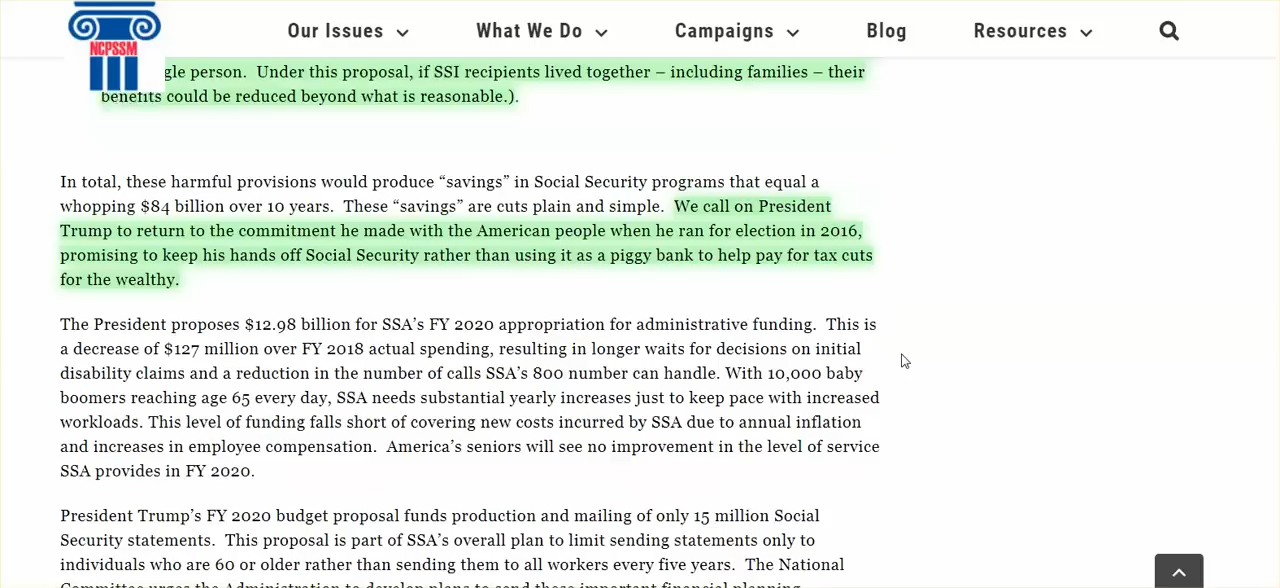 Our Issues
What We Do
Campaigns
Blog
Resources
NCPSSM
gle person.  Under this proposal, if SSI recipients lived together – including families – their
benefits could be reduced beyond what is reasonable.).
In total, these harmful provisions would produce “savings” in Social Security programs that equal a
whopping $84 billion over 10 years.  These “savings” are cuts plain and simple.  We call on President
Trump to return to the commitment he made with the American people when he ran for election in 2016,
promising to keep his hands off Social Security rather than using it as a piggy bank to help pay for tax cuts
for the wealthy.
The President proposes $12.98 billion for SSA’s FY 2020 appropriation for administrative funding.  This is
a decrease of $127 million over FY 2018 actual spending, resulting in longer waits for decisions on initial
disability claims and a reduction in the number of calls SSA’s 800 number can handle. With 10,000 baby
boomers reaching age 65 every day, SSA needs substantial yearly increases just to keep pace with increased
workloads. This level of funding falls short of covering new costs incurred by SSA due to annual inflation
and increases in employee compensation.  America’s seniors will see no improvement in the level of service
SSA provides in FY 2020.
President Trump’s FY 2020 budget proposal funds production and mailing of only 15 million Social
Security statements.  This proposal is part of SSA’s overall plan to limit sending statements only to
individuals who are 60 or older rather than sending them to all workers every five years.  The National
Committee urges the Administration to develop plans to send these important financial planning